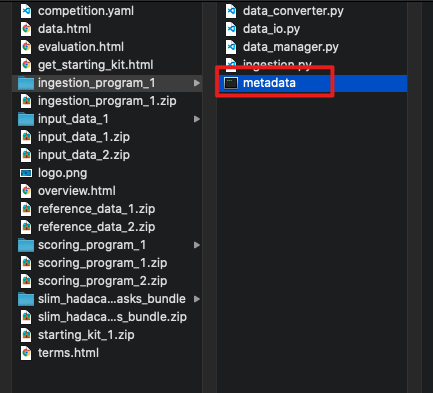 competition.yaml
data.html
evaluation.html
get_starting_kit.html
ingestion_program_1
ingestion_program_1.zip
input_data_1
input_data_1.zip
input_data_2.zip
logo.png
overview.html
reference_data_1.zip
reference_data_2.zip
scoring_program_1
scoring_program_1.zip
scoring_program_2.zip
slim_hadaca...asks_bundle
slim_hadaca...s_bundle.zip
starting_kit_1.zip
terms.html
data_converter.py
data_io.py
data_manager.py
ingestion.py
metadata